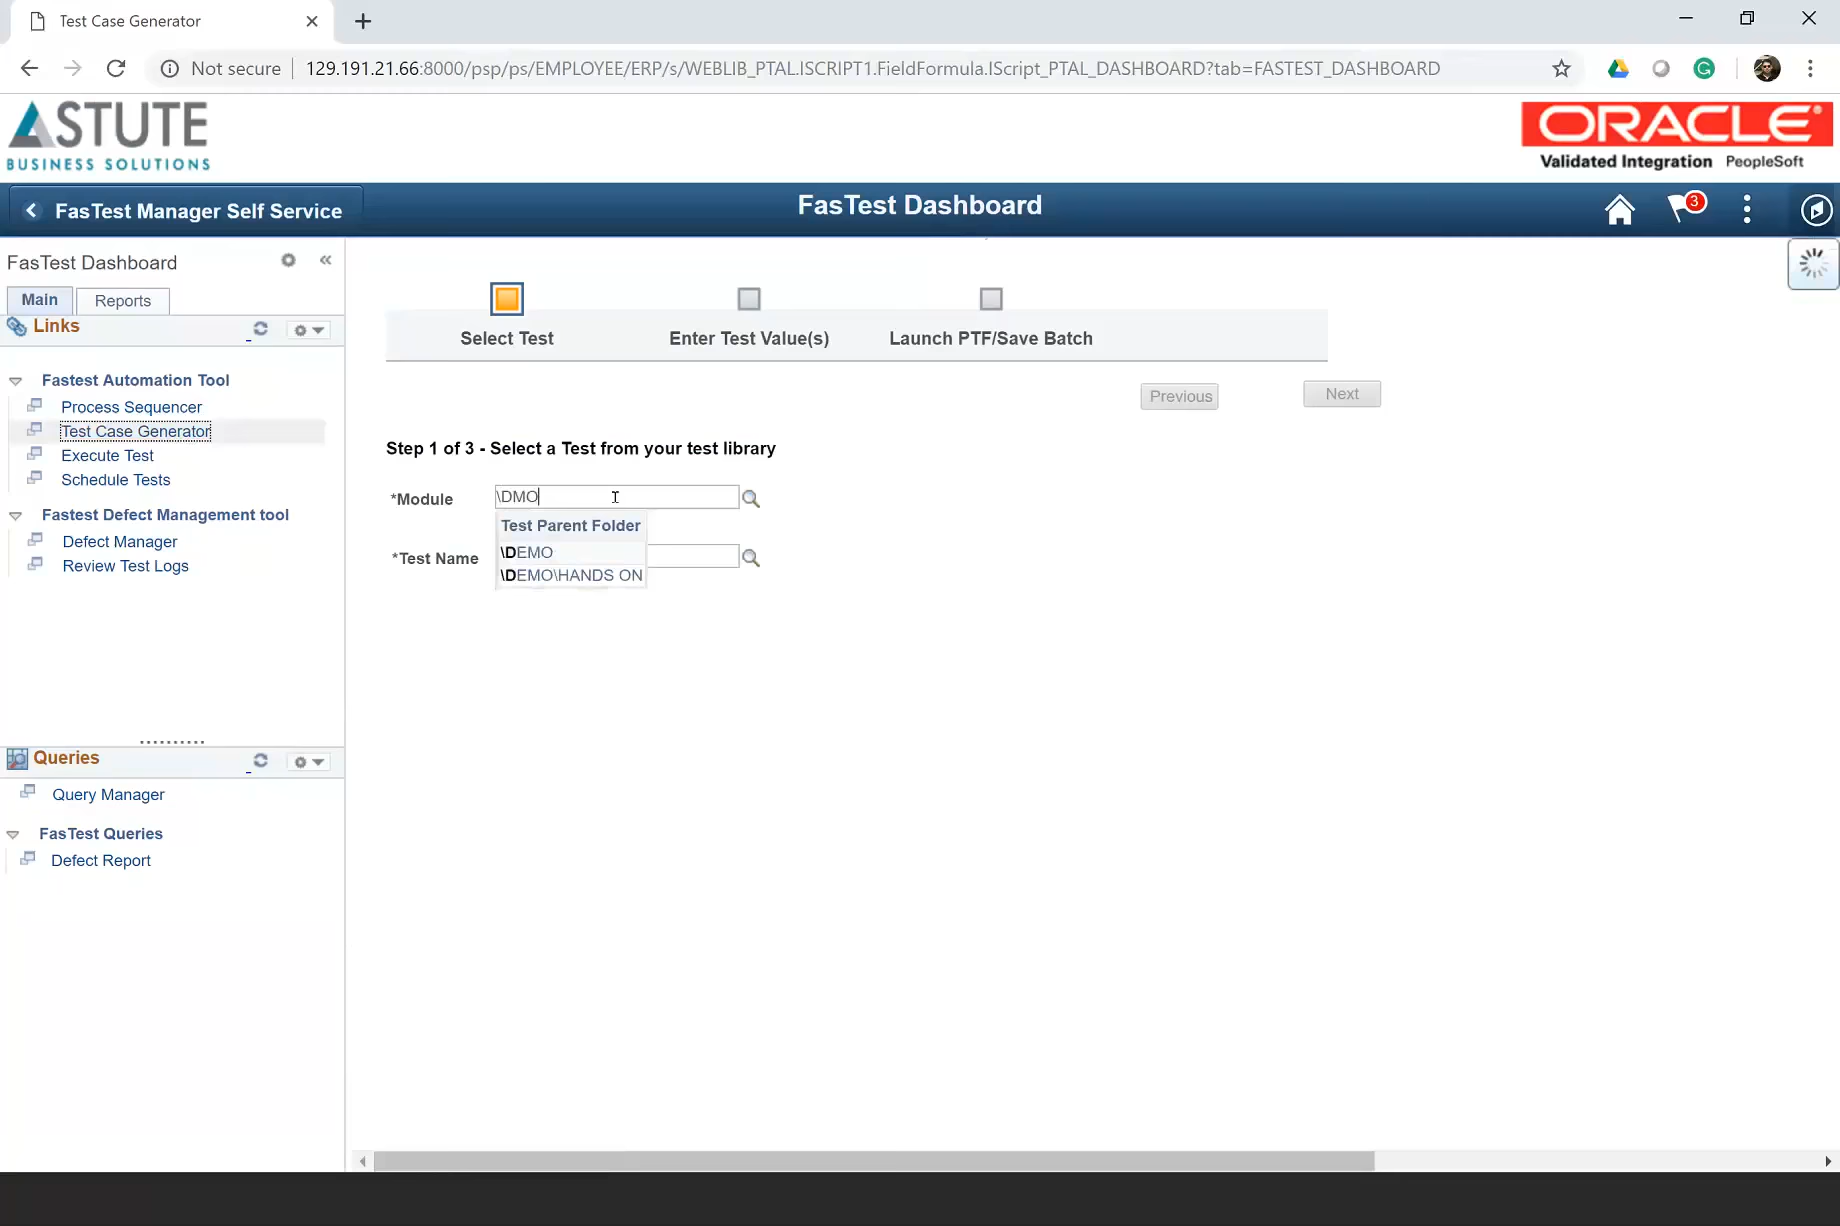 Test Case Generator
Not secure
129.191.21.66:8000/psp/ps/EMPLOYEE/ERP/s/WEBLIB_PTAL.ISCRIPT1.FieldFormula.IScript_PTAL_DASHBOARD?tab=FASTEST_DASHBOARD
ASTUTE
BUSINESS SOLUTIONS
ORACLE®
Validated Integration PeopleSoft
FasTest Manager Self Service
FasTest Dashboard
3
FasTest Dashboard
Main
Reports
Links
Fastest Automation Tool
Process Sequencer
Test Case Generator
Execute Test
Schedule Tests
Fastest Defect Management tool
Defect Manager
Review Test Logs
Queries
Query Manager
FasTest Queries
Defect Report
Select Test
Enter Test Value(s)
Launch PTF/Save Batch
Previous
Next
Step 1 of 3 - Select a Test from your test library
*Module
\DMO
Test Parent Folder
\DEMO
\DEMO\HANDS ON
*Test Name